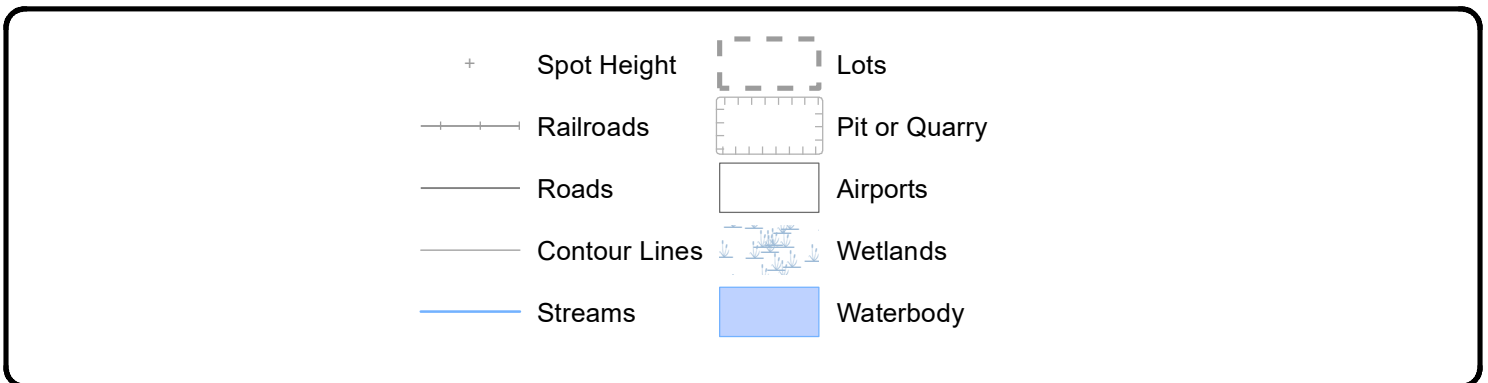 Spot Height
Railroads
Roads
Contour Lines
Streams
Lots
Pit or Quarry
Airports
Wetlands
Waterbody